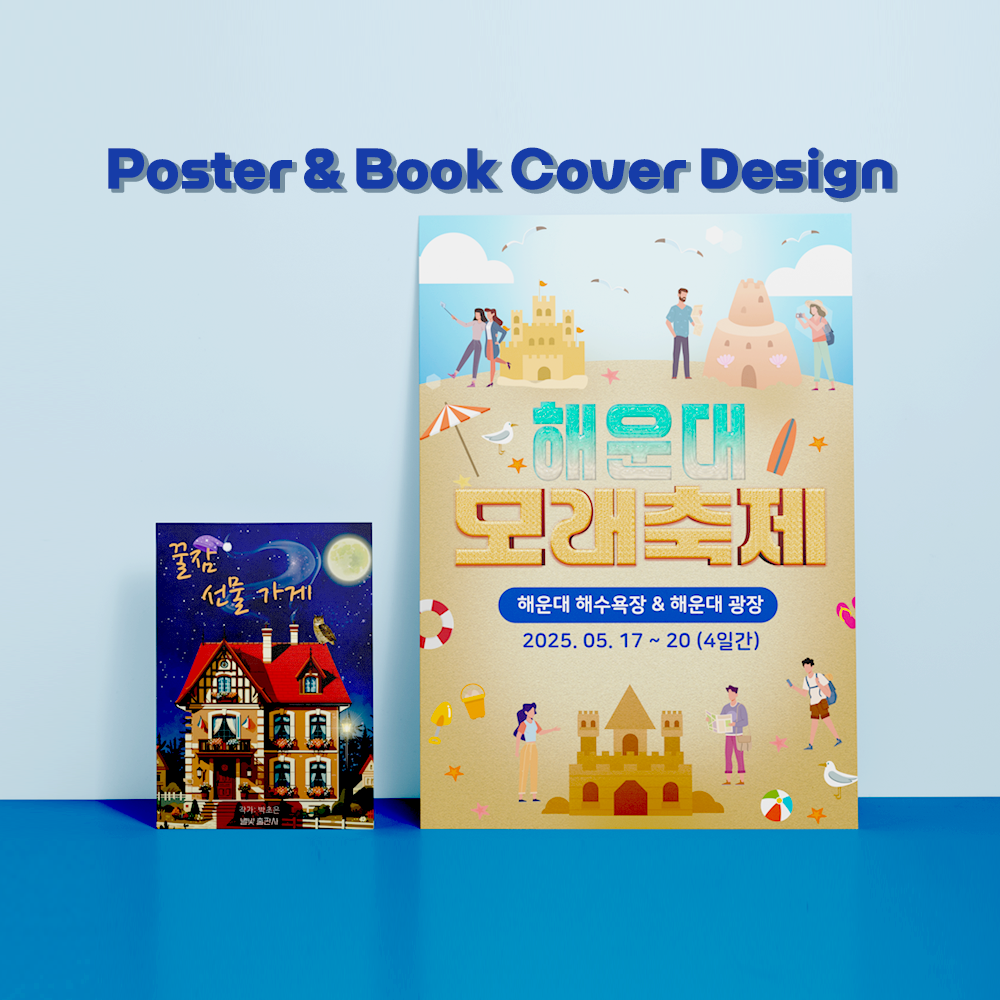 Poster & Book Cover Design
해운대
모래축제
해운대 해수욕장 & 해운대 광장
2025. 05. 17 ~ 20 (4일간)
꿀잠
선물 가게
작가 : 박초은
별빛 출판사